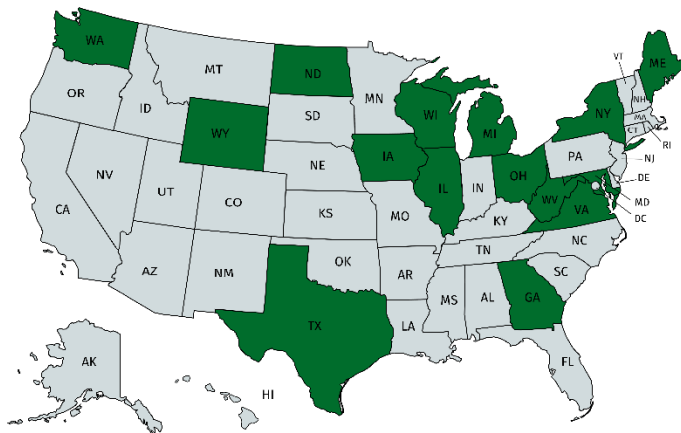 WA
MT
ND
MN
VT
ME
OR
ID
SD
WI
MI
NY
NH
MA
CT
RI
WY
IA
NE
PA
NJ
NV
UT
CO
IL
IN
OH
WV
VA
DE
MD
DC
CA
KS
MO
KY
AZ
NM
OK
AR
TN
NC
SC
TX
LA
MS
AL
GA
FL
AK
HI